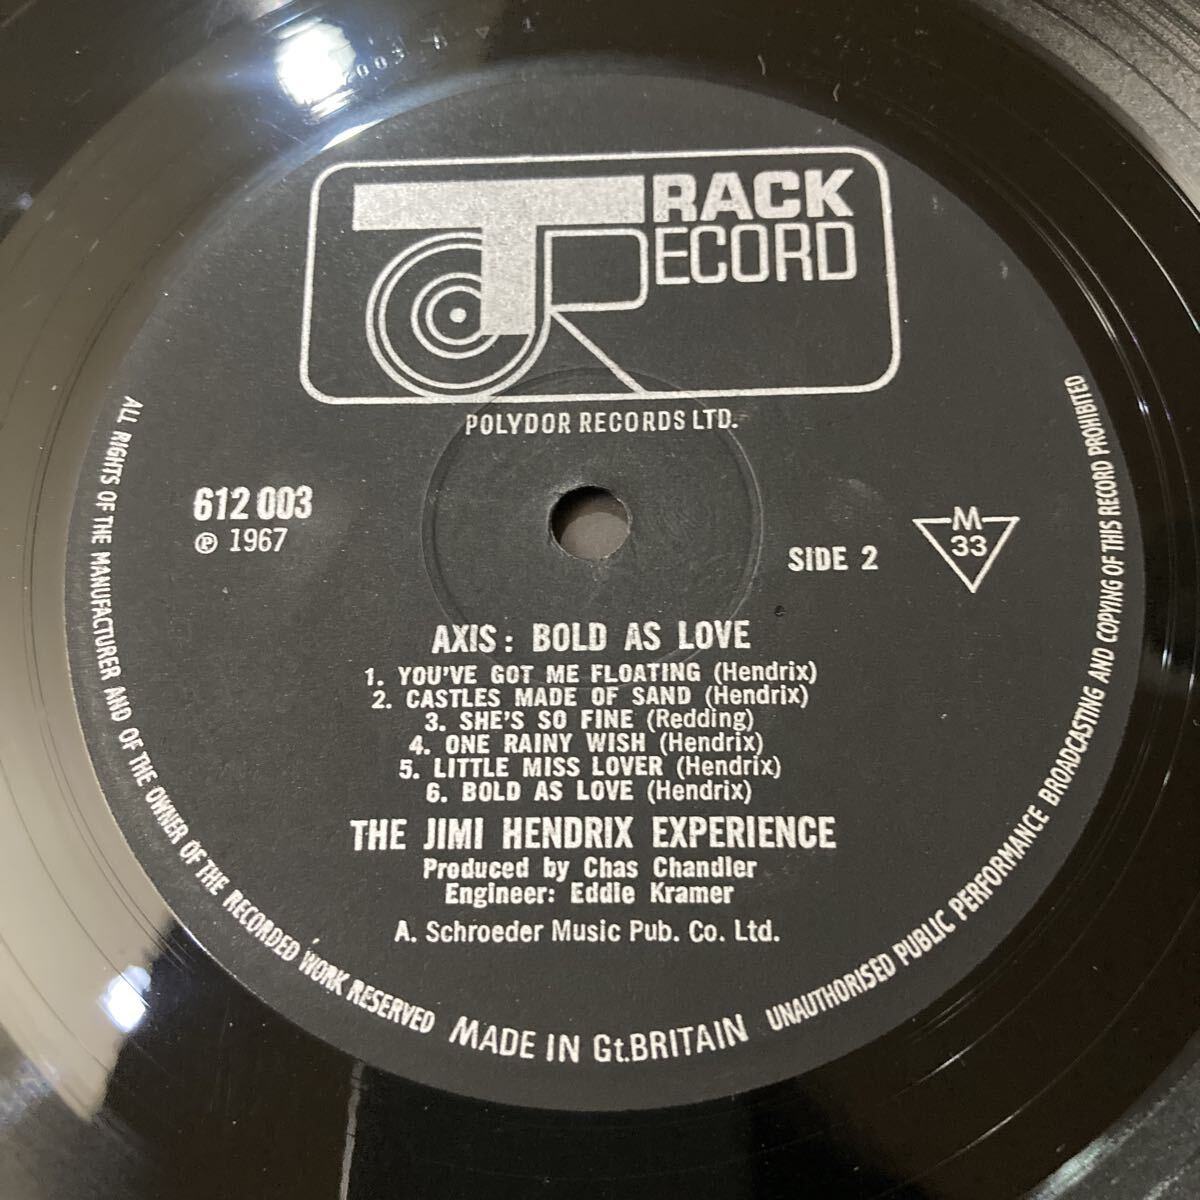 TRACK
RECORD
POLYDOR RECORDS LTD.
612 003
℗ 1967
SIDE 2
M
33
AXIS: BOLD AS LOVE
1. YOU'VE GOT ME FLOATING (Hendrix)
2. CASTLES MADE OF SAND (Hendrix)
3. SHE'S SO FINE (Redding)
4. ONE RAINY WISH (Hendrix)
5. LITTLE MISS LOVER (Hendrix)
6. BOLD AS LOVE (Hendrix)
THE JIMI HENDRIX EXPERIENCE
Produced by Chas Chandler
Engineer: Eddie Kramer
A. Schroeder Music Pub. Co. Ltd.
ALL RIGHTS OF THE MANUFACTURER AND OF THE OWNER OF THE RECORDED WORK RESERVED
MADE IN Gt.BRITAIN
UNAUTHORISED PUBLIC PERFORMANCE BROADCASTING AND COPYING OF THIS RECORD PROHIBITED